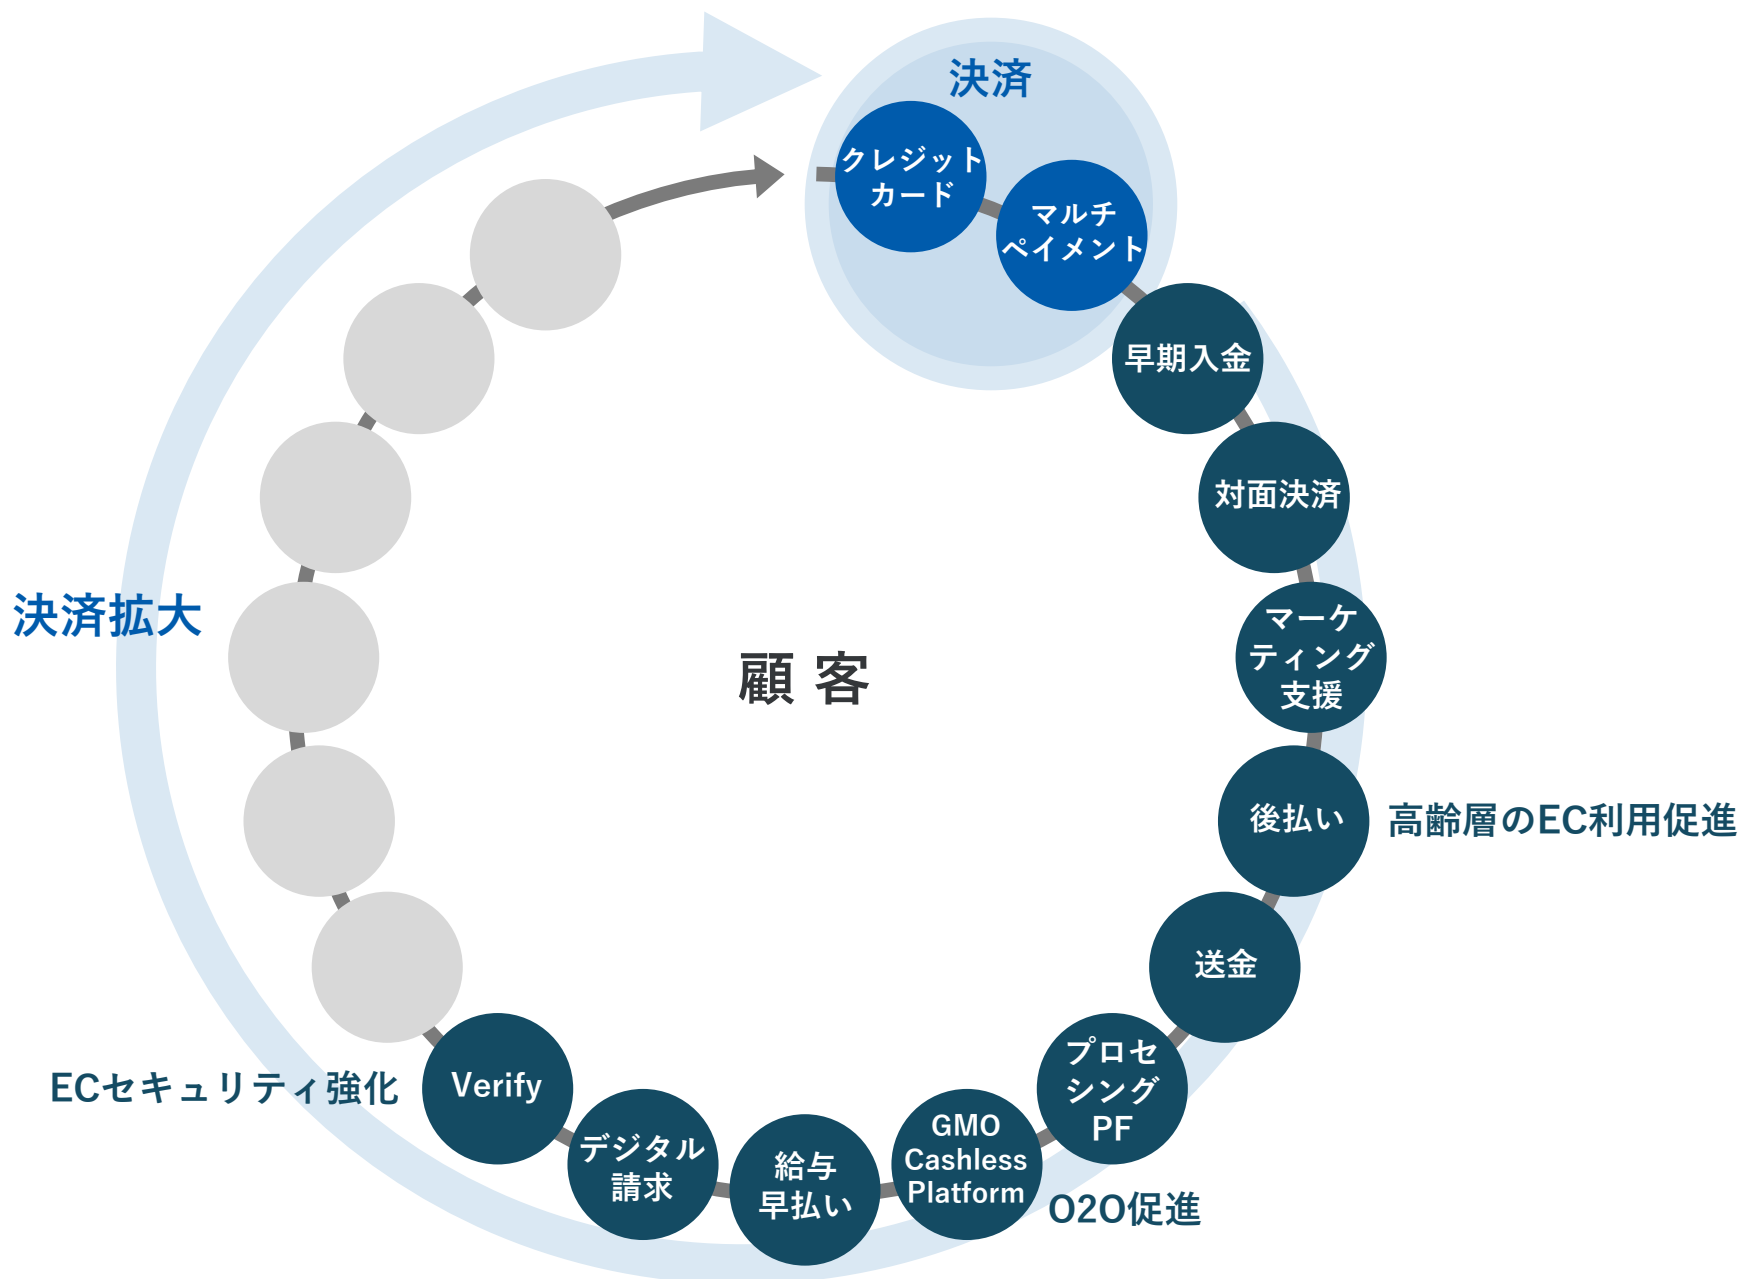 決済
クレジット
カード
マルチ
ペイメント
早期入金
対面決済
マーケ
ティング
支援
後払い
高齢層のEC利用促進
送金
プロセ
シング
PF
GMO
Cashless
Platform
O2O促進
給与
早払い
デジタル
請求
Verify
ECセキュリティ強化
決済拡大
顧客